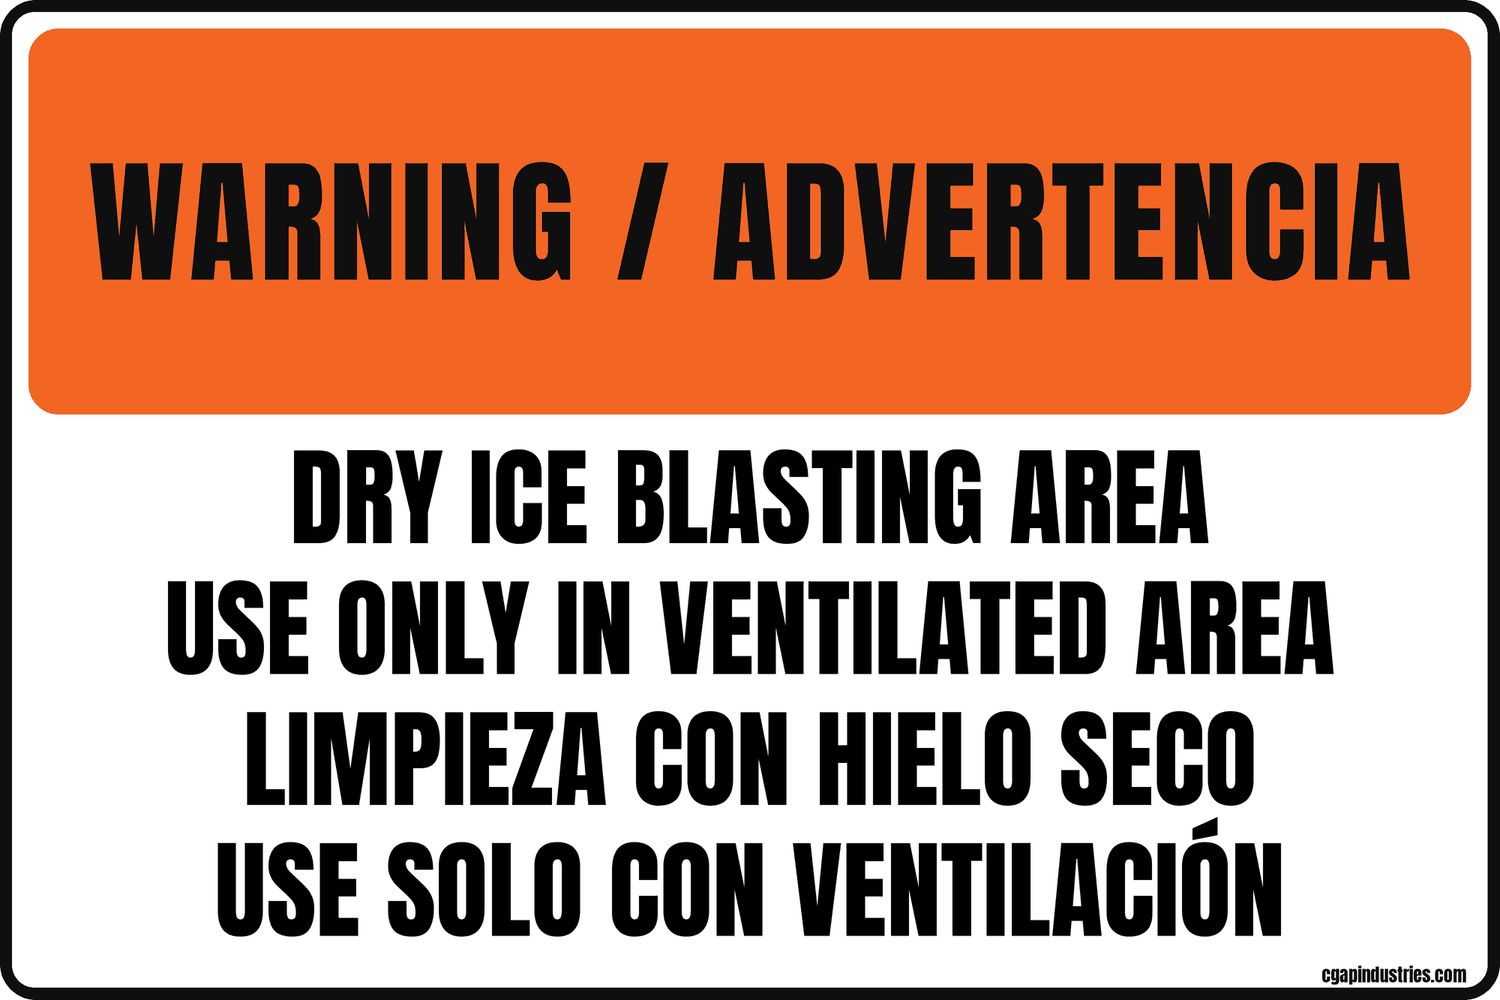 WARNING / ADVERTENCIA
DRY ICE BLASTING AREA
USE ONLY IN VENTILATED AREA
LIMPIEZA CON HIELO SECO
USE SOLO CON VENTILACIÓN
cgapindustries.com